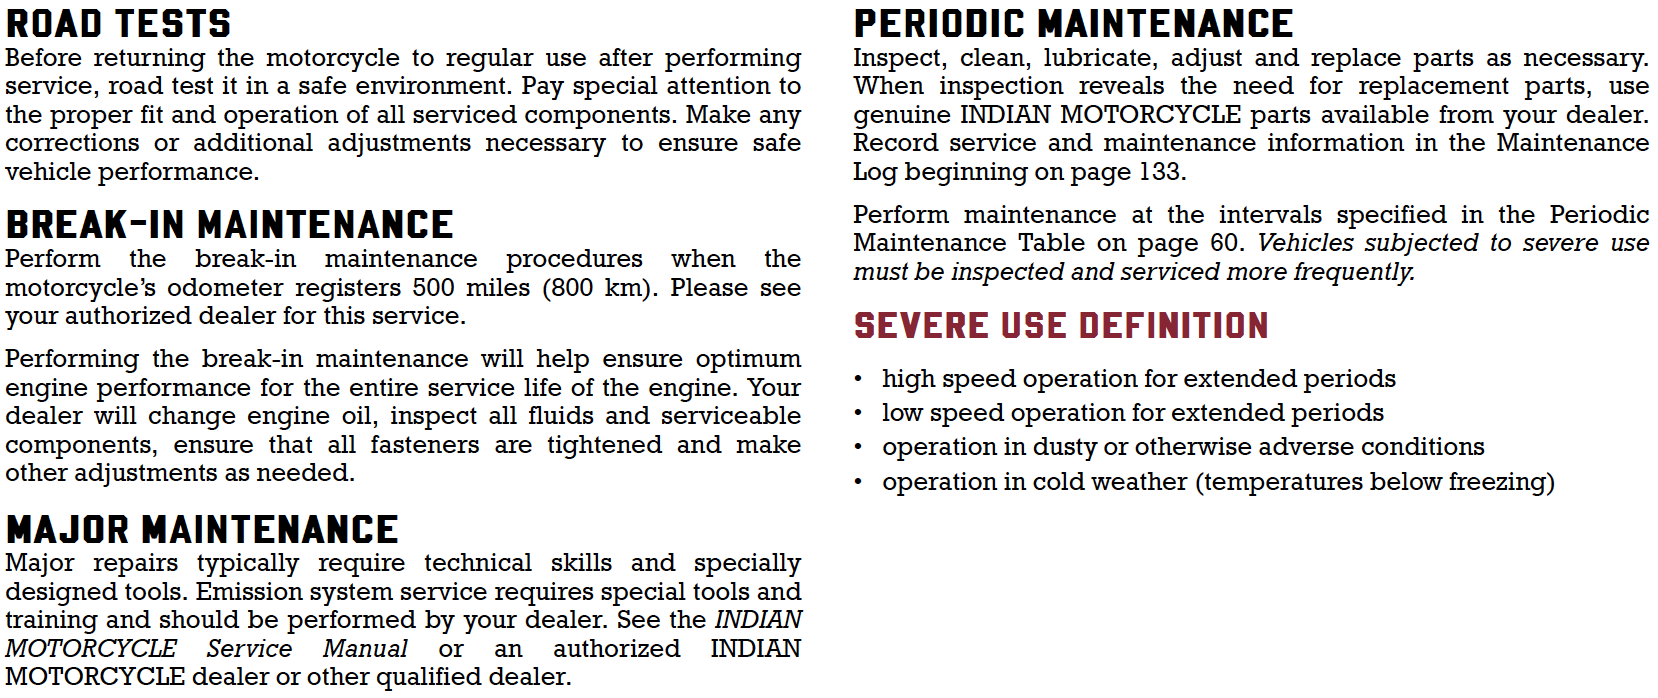 ROAD TESTS
Before returning the motorcycle to regular use after performing
service, road test it in a safe environment. Pay special attention to
the proper fit and operation of all serviced components. Make any
corrections or additional adjustments necessary to ensure safe
vehicle performance.
BREAK-IN MAINTENANCE
Perform the break-in maintenance procedures when the
motorcycle's odometer registers 500 miles (800 km). Please see
your authorized dealer for this service.
Performing the break-in maintenance will help ensure optimum
engine performance for the entire service life of the engine. Your
dealer will change engine oil, inspect all fluids and serviceable
components, ensure that all fasteners are tightened and make
other adjustments as needed.
MAJOR MAINTENANCE
Major repairs typically require technical skills and specially
designed tools. Emission system service requires special tools and
training and should be performed by your dealer. See the INDIAN
MOTORCYCLE Service Manual or an authorized INDIAN
MOTORCYCLE dealer or other qualified dealer.
PERIODIC MAINTENANCE
Inspect, clean, lubricate, adjust and replace parts as necessary.
When inspection reveals the need for replacement parts, use
genuine INDIAN MOTORCYCLE parts available from your dealer.
Record service and maintenance information in the Maintenance
Log beginning on page 133.
Perform maintenance at the intervals specified in the Periodic
Maintenance Table on page 60. Vehicles subjected to severe use
must be inspected and serviced more frequently.
SEVERE USE DEFINITION
• high speed operation for extended periods
• low speed operation for extended periods
• operation in dusty or otherwise adverse conditions
• operation in cold weather (temperatures below freezing)